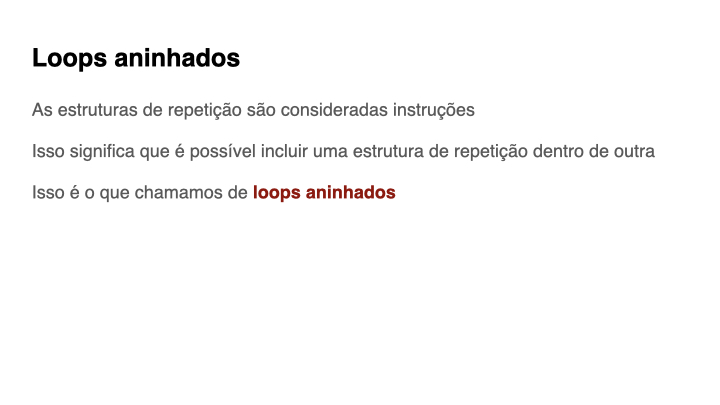 Loops aninhados
As estruturas de repetição são consideradas instruções
Isso significa que é possível incluir uma estrutura de repetição dentro de outra
Isso é o que chamamos de loops aninhados